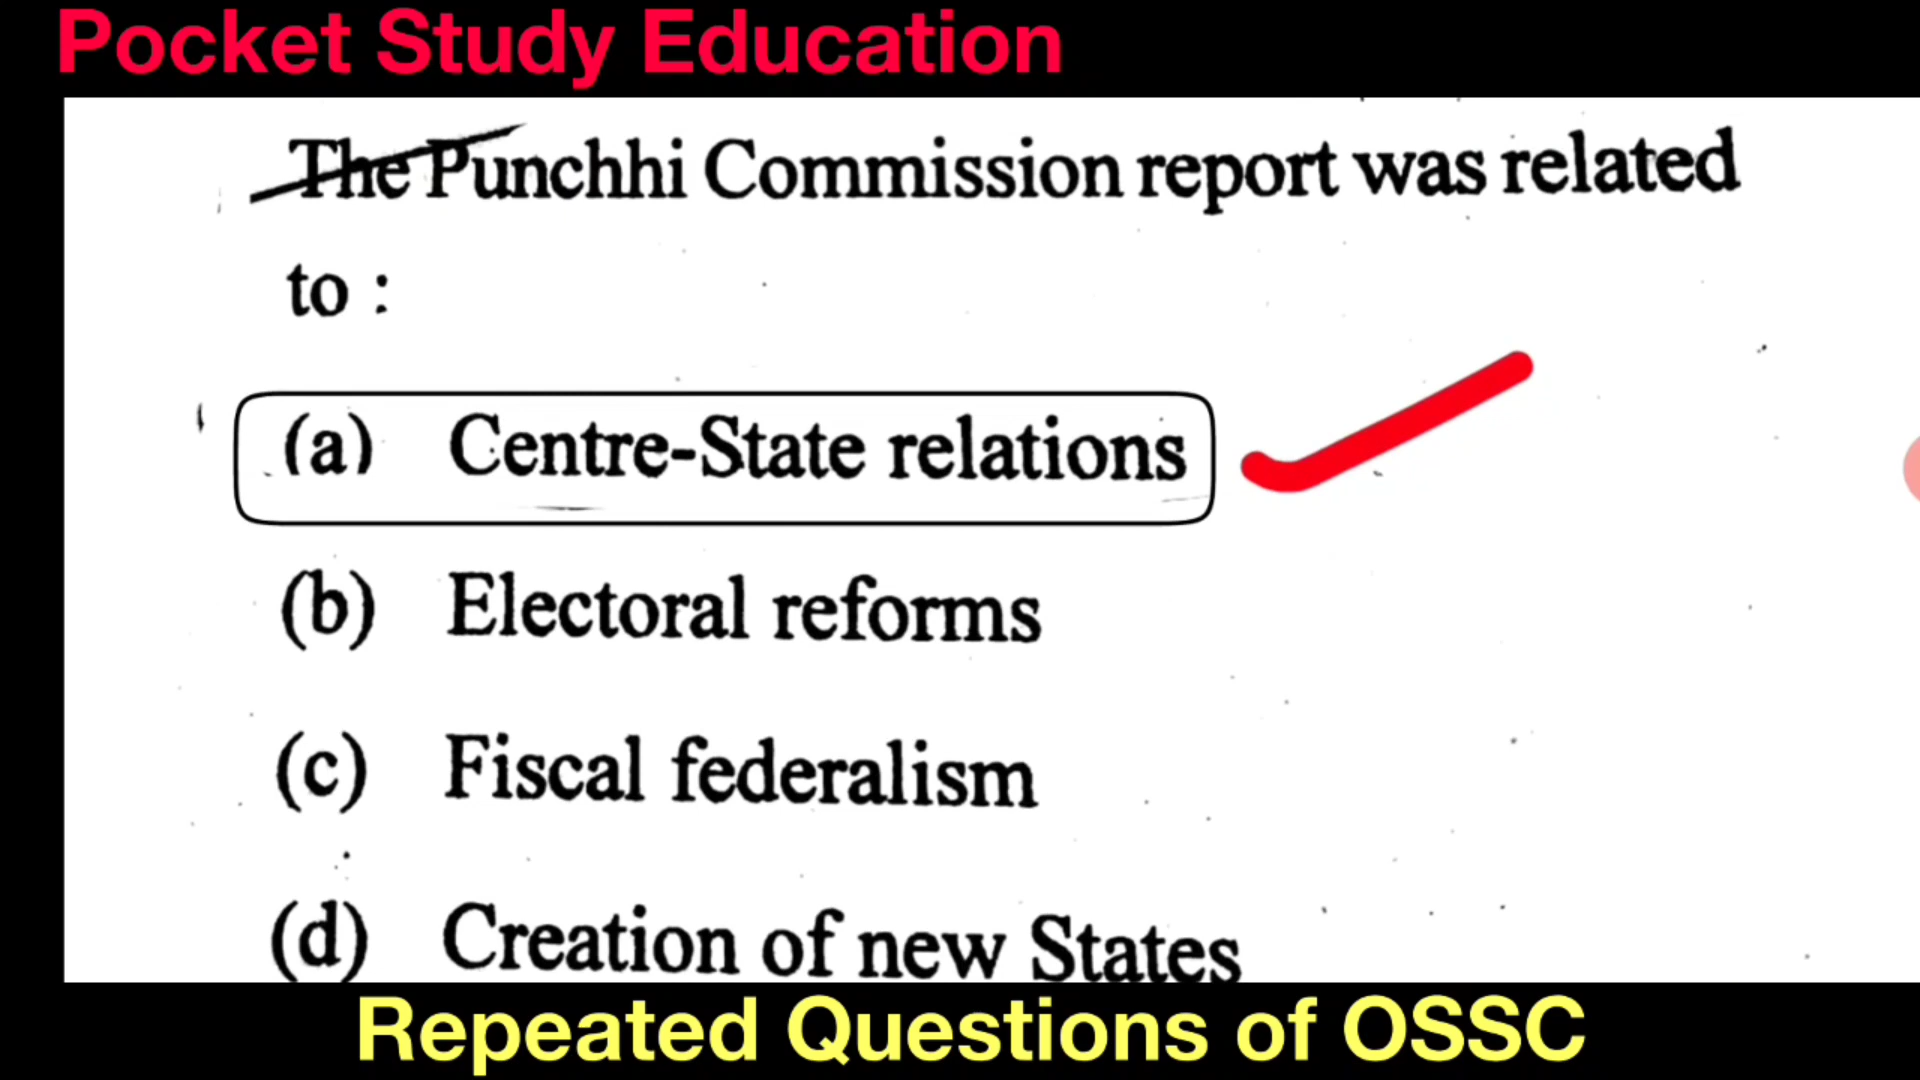 Pocket Study Education
The Punchhi Commission report was related
to :
(a) Centre-State relations
(b) Electoral reforms
(c) Fiscal federalism
(d) Creation of new States
Repeated Questions of OSSC